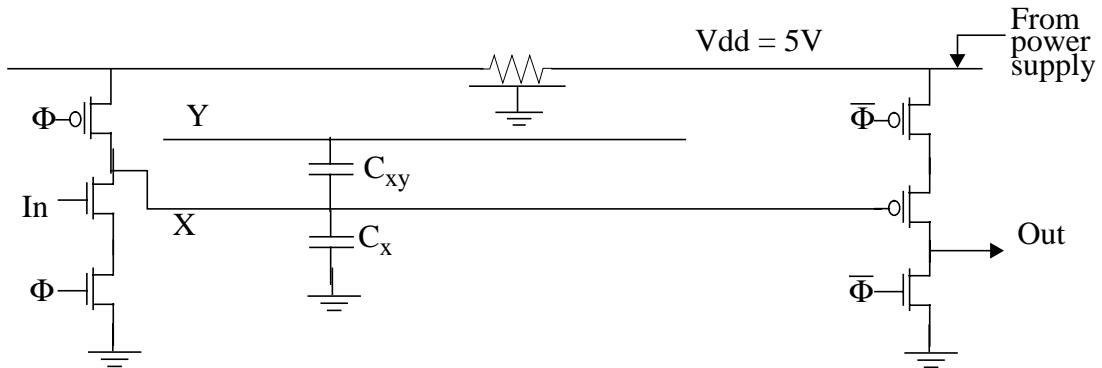 From
power
supply
Vdd = 5V
Φ
Y
Φ̅
C_xy
In
X
C_x
Out
Φ
Φ̅